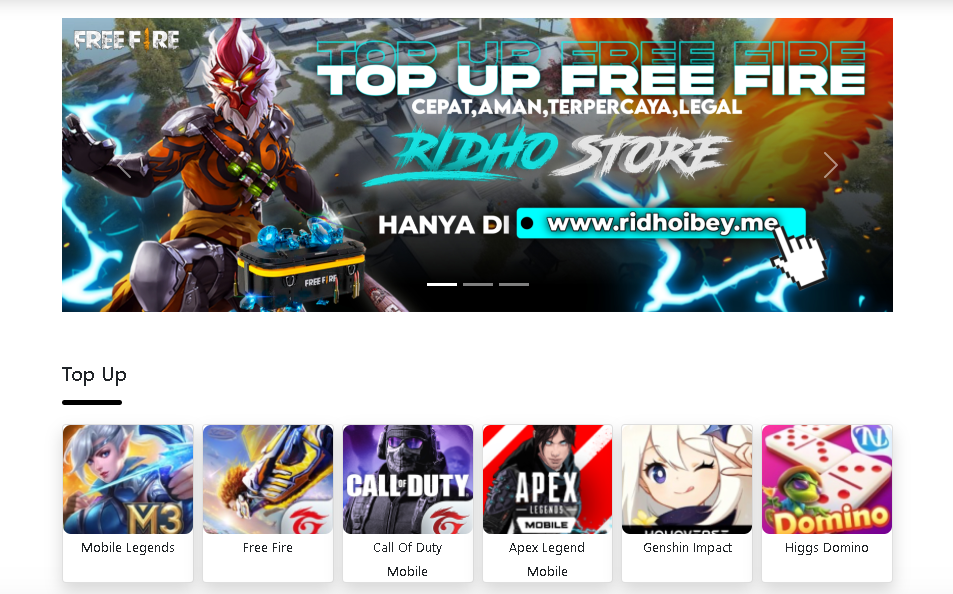 FREE FIRE
TOP UP FREE FIRE
TOP UP FREE FIRE
CEPAT,AMAN,TERPERCAYA,LEGAL
RIDHO STORE
HANYA DI
www.ridhoibey.me
FREE FIRE
Top Up
M3
CALL OF DUTY
APEX
LEGENDS
MOBILE
HOYOVERSE
N
Domino
Mobile Legends
Free Fire
Call Of Duty
Mobile
Apex Legend
Mobile
Genshin Impact
Higgs Domino